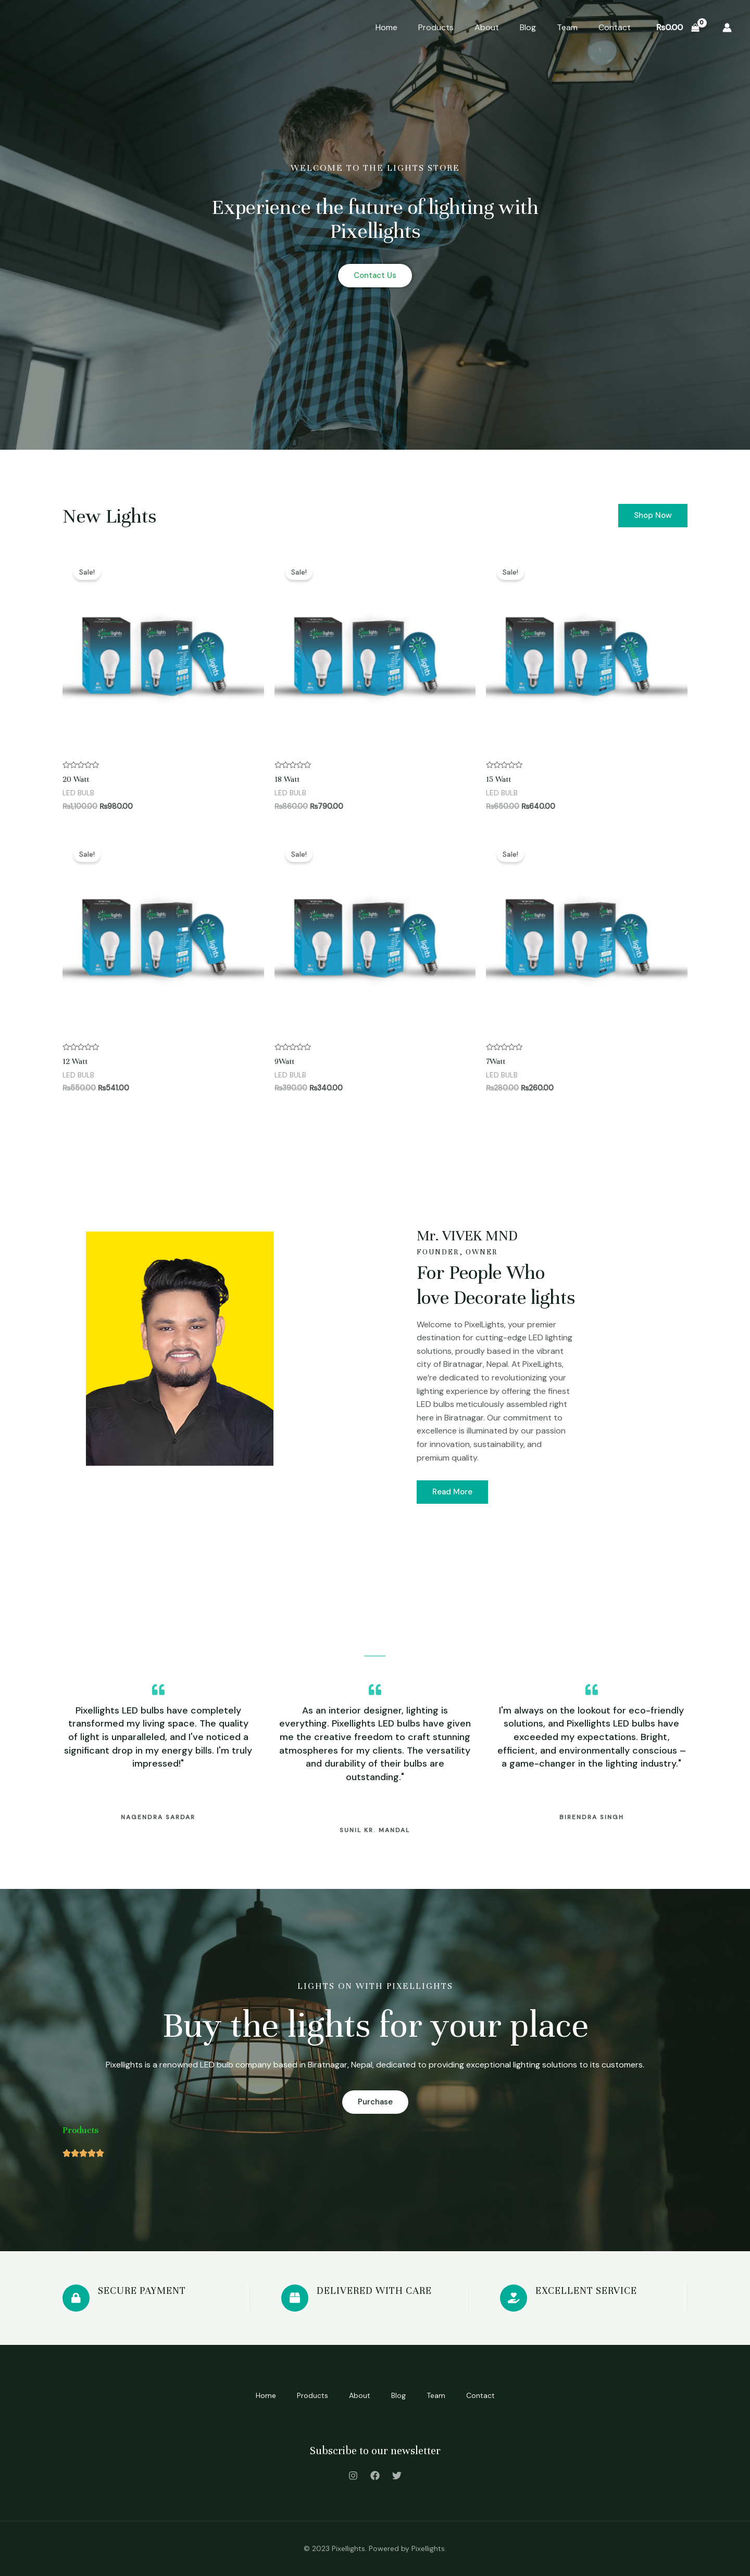 Home Products About Blog Team Contact ₨0.00 0
WELCOME TO THE LIGHTS STORE
Experience the future of lighting with
Pixellights
Contact Us
New Lights
Shop Now
Sale! Sale! Sale!
20 Watt
LED BULB
₨1,100.00 ₨980.00
18 Watt
LED BULB
₨860.00 ₨790.00
15 Watt
LED BULB
₨650.00 ₨640.00
Sale! Sale! Sale!
12 Watt
LED BULB
₨550.00 ₨541.00
9Watt
LED BULB
₨390.00 ₨340.00
7Watt
LED BULB
₨280.00 ₨260.00
Mr. VIVEK MND
FOUNDER, OWNER
For People Who
love Decorate lights
Welcome to PixelLights, your premier
destination for cutting-edge LED lighting
solutions, proudly based in the vibrant
city of Biratnagar, Nepal. At PixelLights,
we're dedicated to revolutionizing your
lighting experience by offering the finest
LED bulbs meticulously assembled right
here in Biratnagar. Our commitment to
excellence is illuminated by our passion
for innovation, sustainability, and
premium quality.
Read More
Pixellights LED bulbs have completely
transformed my living space. The quality
of light is unparalleled, and I've noticed a
significant drop in my energy bills. I'm truly
impressed!"
NAGENDRA SARDAR
As an interior designer, lighting is
everything. Pixellights LED bulbs have given
me the creative freedom to craft stunning
atmospheres for my clients. The versatility
and durability of their bulbs are
outstanding."
SUNIL KR. MANDAL
I'm always on the lookout for eco-friendly
solutions, and Pixellights LED bulbs have
exceeded my expectations. Bright,
efficient, and environmentally conscious –
a game-changer in the lighting industry."
BIRENDRA SINGH
LIGHTS ON WITH PIXELLIGHTS
Buy the lights for your place
Pixellights is a renowned LED bulb company based in Biratnagar, Nepal, dedicated to providing exceptional lighting solutions to its customers.
Purchase
Products
SECURE PAYMENT
DELIVERED WITH CARE
EXCELLENT SERVICE
Home Products About Blog Team Contact
Subscribe to our newsletter
© 2023 Pixellights. Powered by Pixellights.